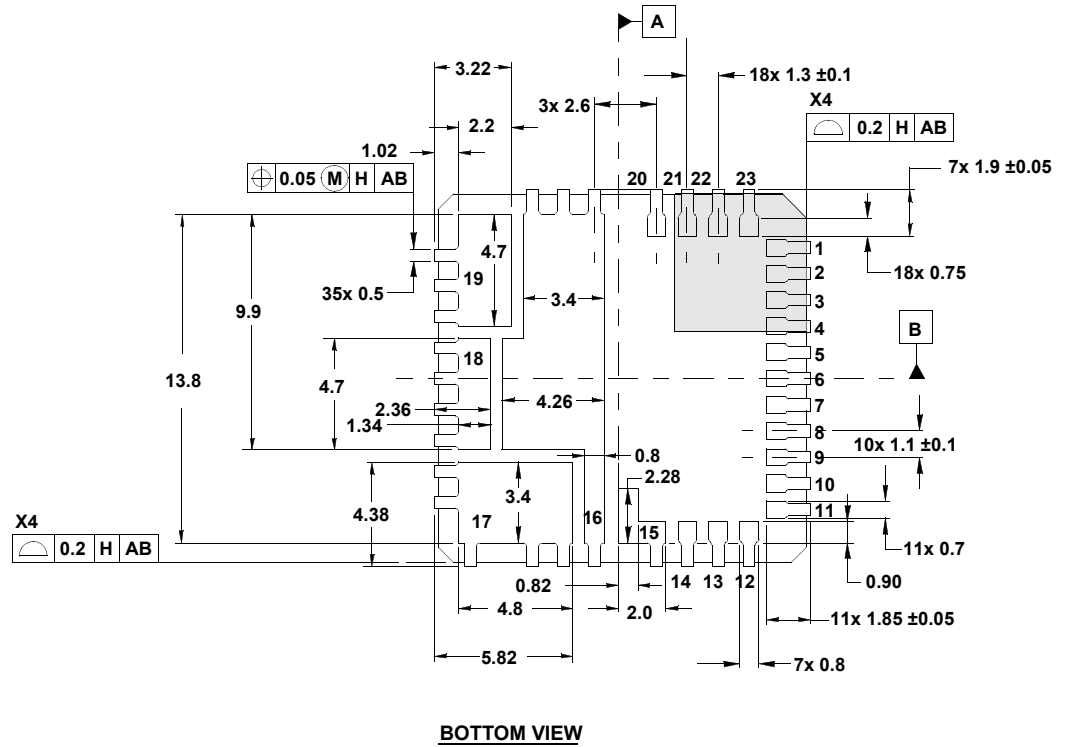 A
3.22
18x 1.3 ±0.1
X4
3x 2.6
2.2
0.2 H AB
1.02
7x 1.9 ±0.05
0.05 M H AB
20 21 22 23
1
4.7
2
19
18x 0.75
35x 0.5
3
3.4
9.9
4
B
5
18
13.8
6
4.7
4.26
7
2.36
1.34
8
10x 1.1 ±0.1
0.8
9
2.28
10
3.4
4.38
11
X4
17
16
15
0.2 H AB
11x 0.7
0.82
14 13 12
0.90
4.8
2.0
11x 1.85 ±0.05
5.82
7x 0.8
BOTTOM VIEW